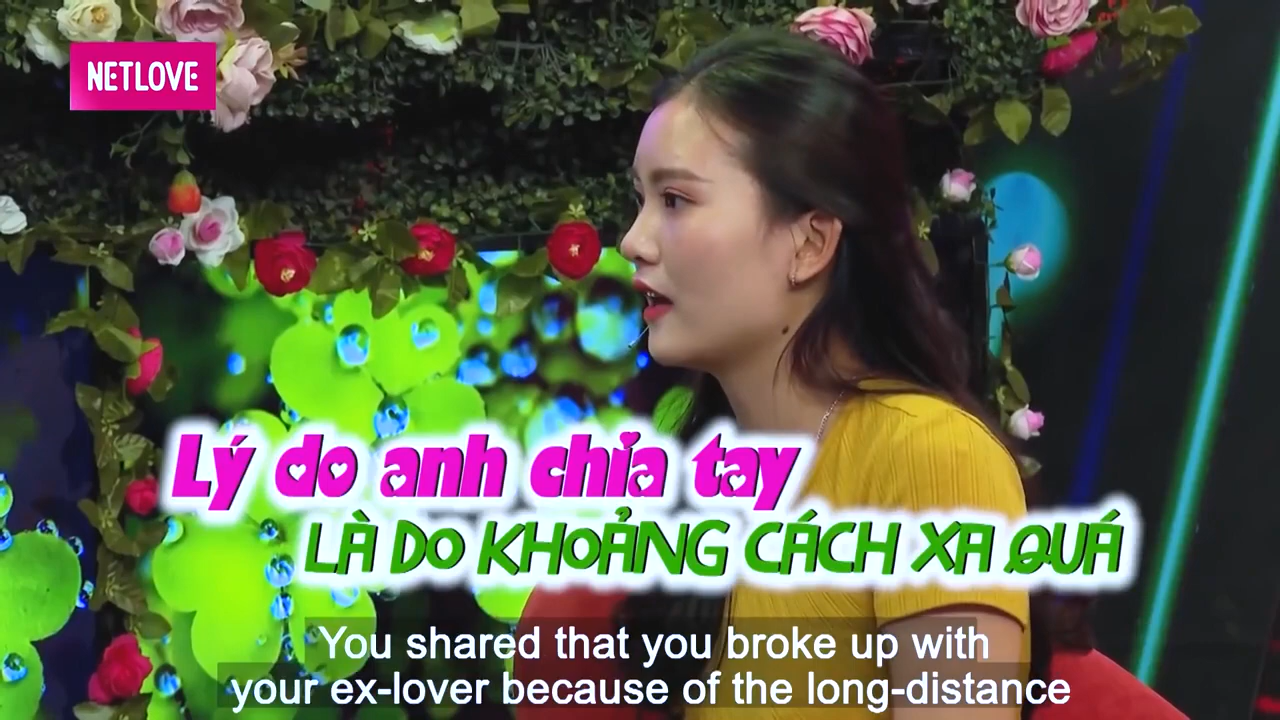 NETLOVE
Lý do anh chia tay
LÀ DO KHOẢNG CÁCH XA QUÁ
You shared that you broke up with
your ex-lover because of the long-distance